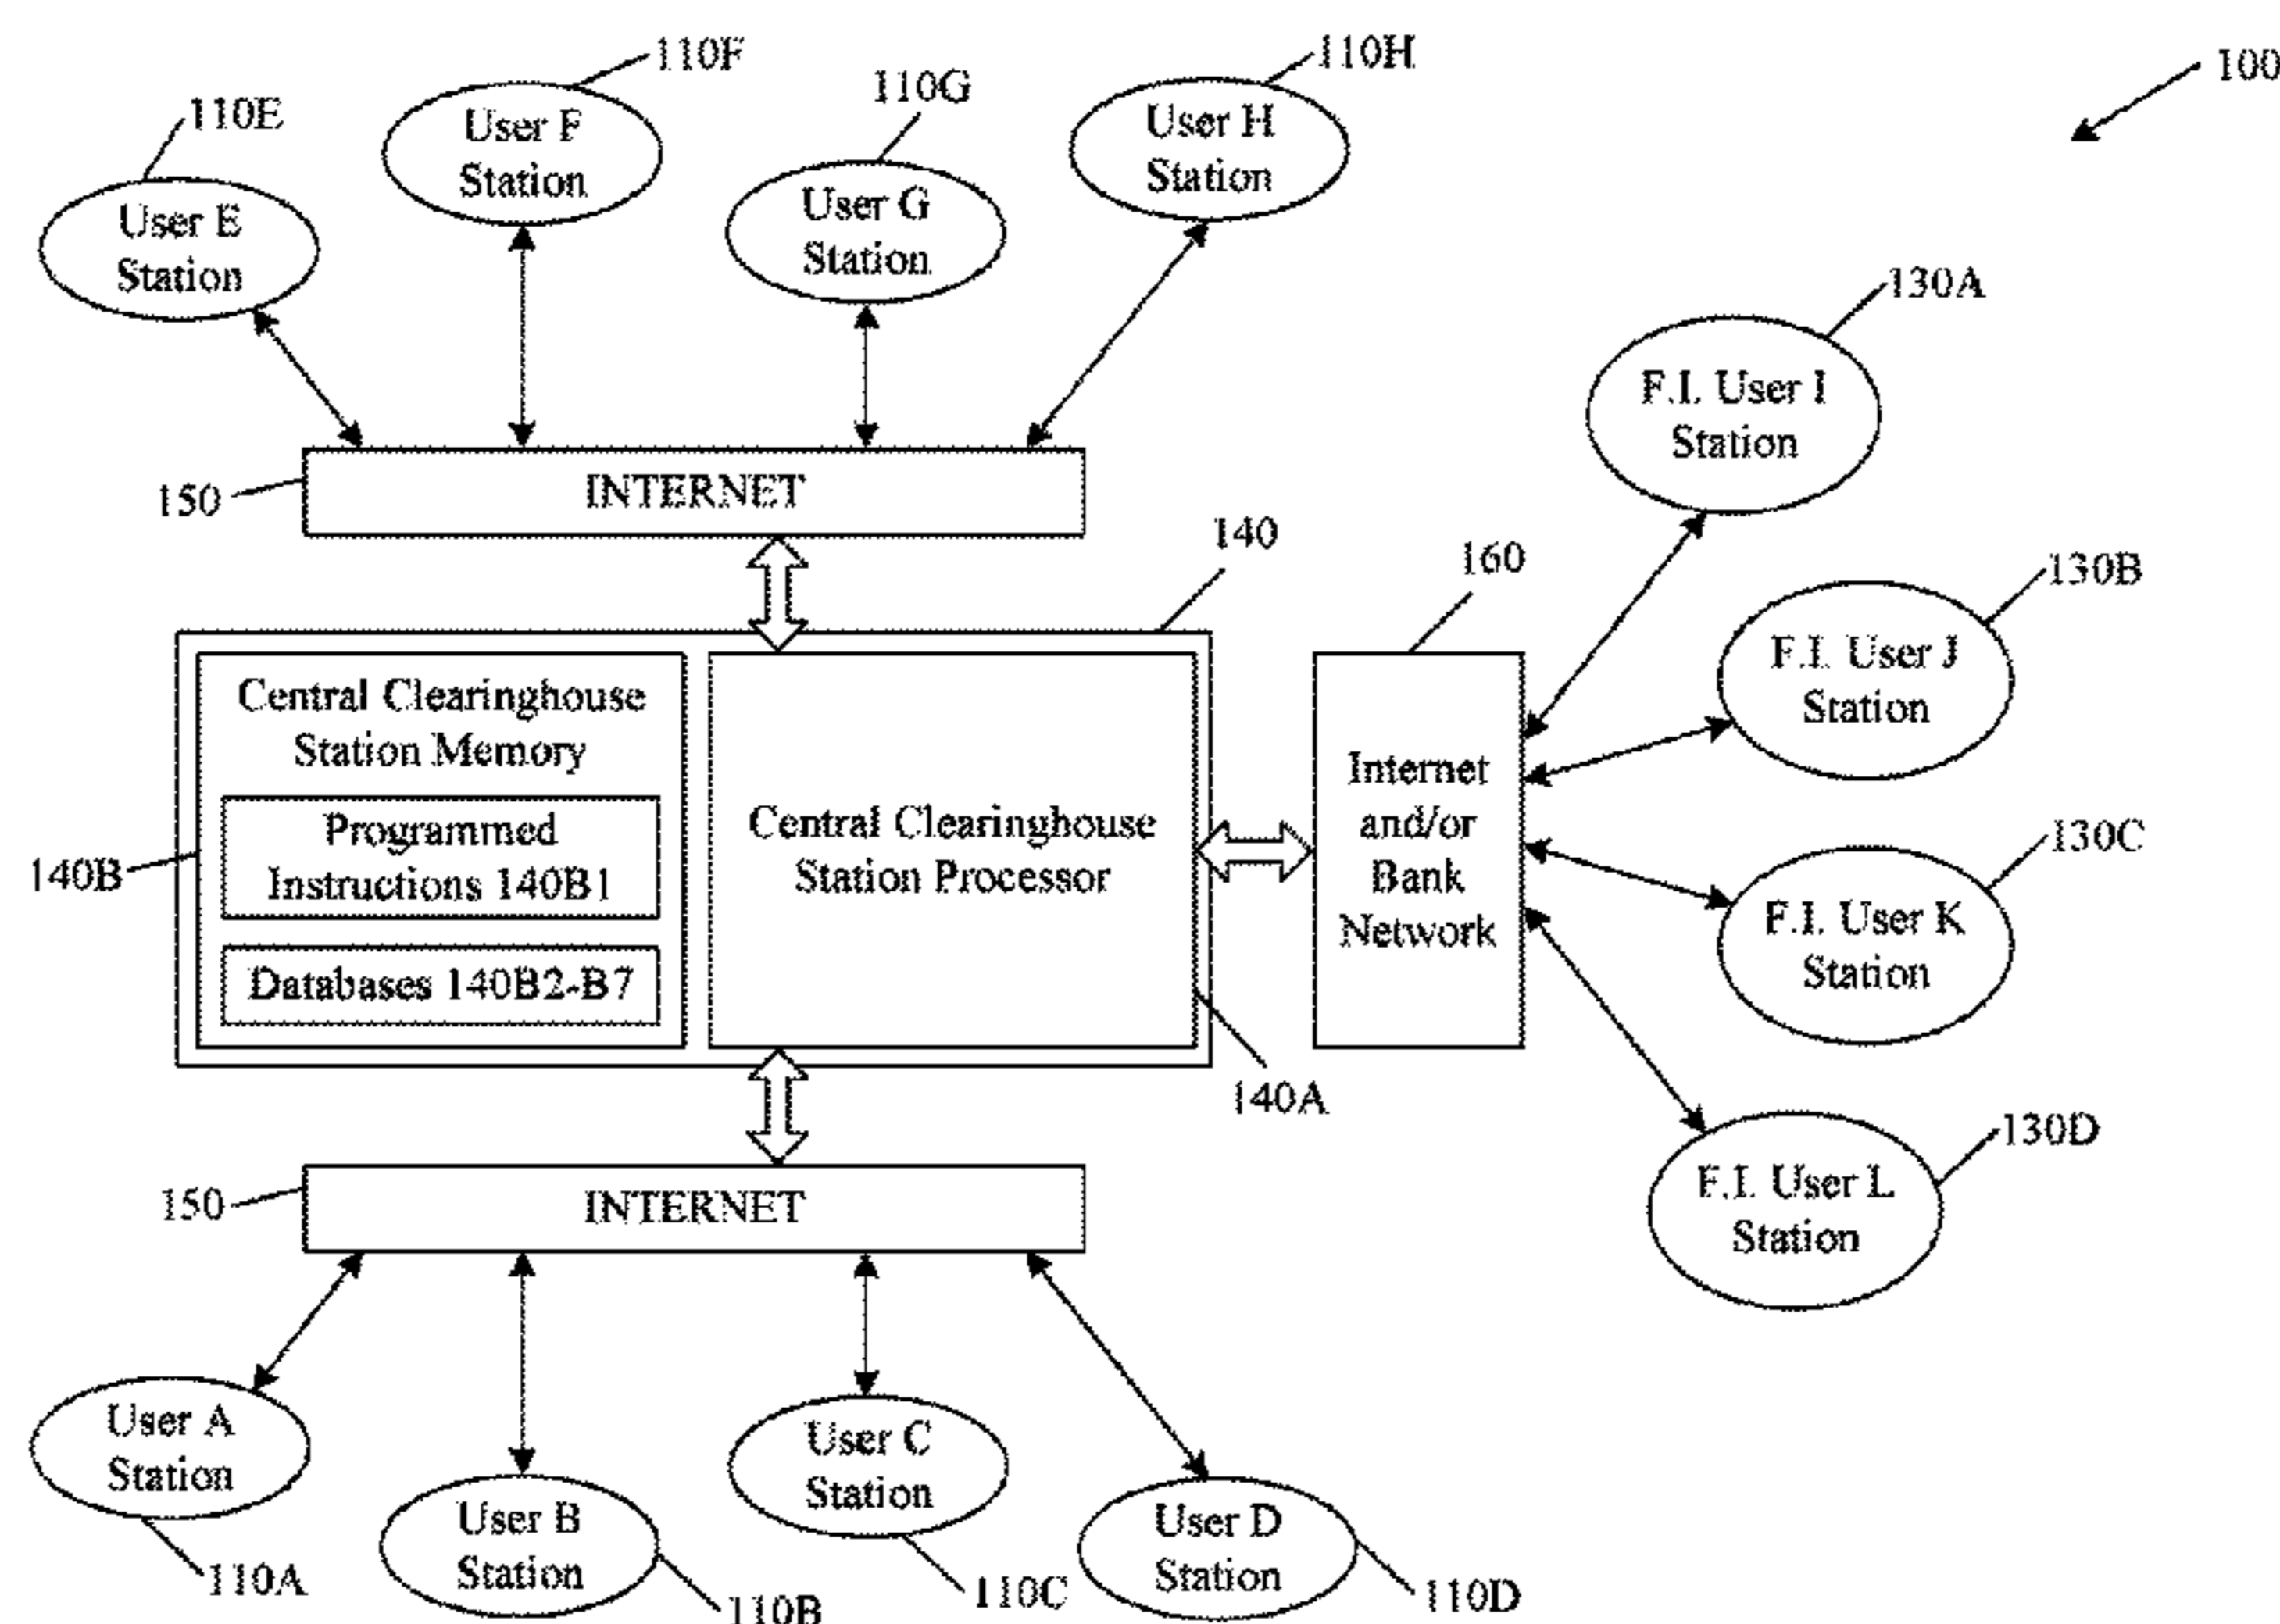 110F
110H
100
110G
110E
User F
Station
User H
Station
User G
Station
User E
Station
130A
F.I. User I
Station
150
INTERNET
140
160
130B
F.I. User J
Station
Central Clearinghouse
Station Memory
Programmed
Instructions 140B1
Databases 140B2-B7
140B
Central Clearinghouse
Station Processor
Internet
and/or
Bank
Network
130C
F.I. User K
Station
140A
130D
F.I. User L
Station
150
INTERNET
User A
Station
User B
Station
User C
Station
User D
Station
110A
110B
110C
110D